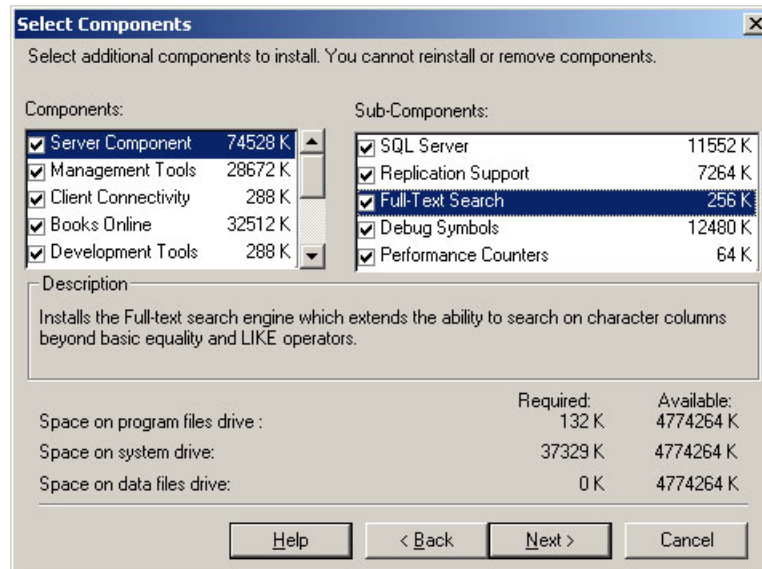 Select Components
Select additional components to install. You cannot reinstall or remove components.
Components:
Server Component 74528 K
Management Tools 28672 K
Client Connectivity 288 K
Books Online 32512 K
Development Tools 288 K
Sub-Components:
SQL Server 11552 K
Replication Support 7264 K
Full-Text Search 256 K
Debug Symbols 12480 K
Performance Counters 64 K
Description
Installs the Full-text search engine which extends the ability to search on character columns
beyond basic equality and LIKE operators.
Required: Available:
Space on program files drive : 132 K 4774264 K
Space on system drive: 37329 K 4774264 K
Space on data files drive: 0 K 4774264 K
Help < Back Next > Cancel